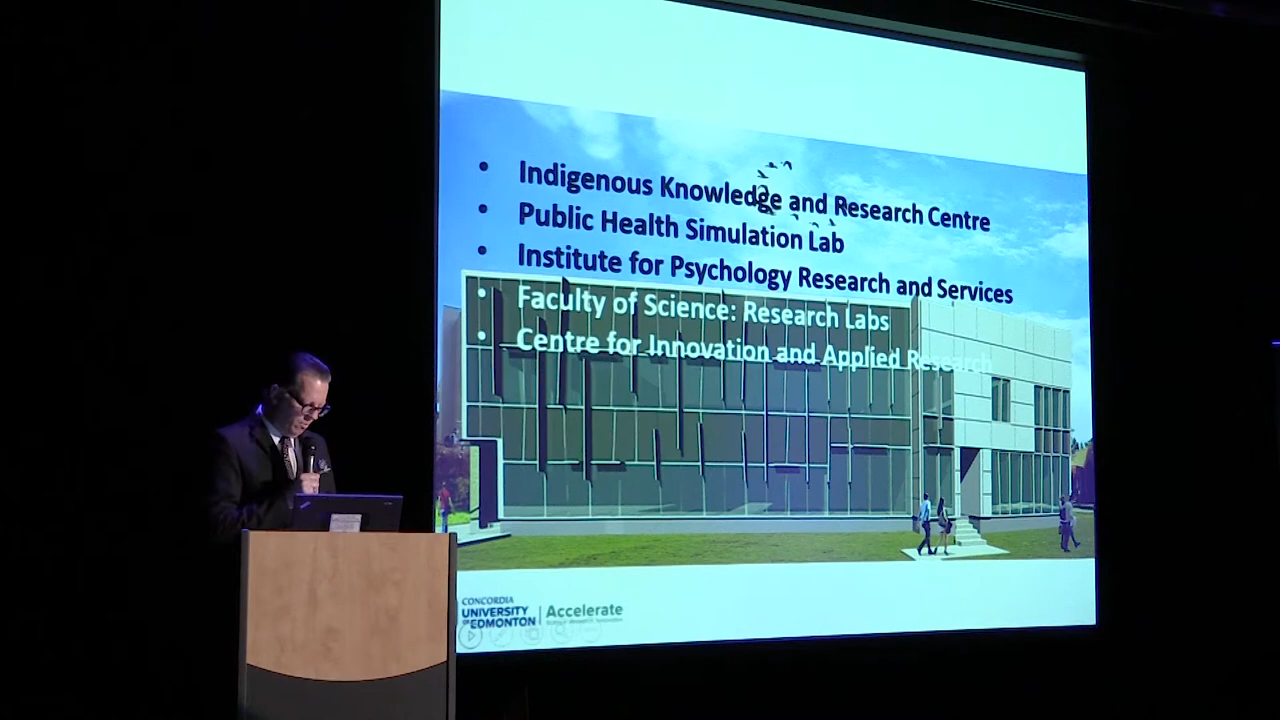 • Indigenous Knowledge and Research Centre
• Public Health Simulation Lab
• Institute for Psychology Research and Services
• Faculty of Science: Research Labs
• Centre for Innovation and Applied Research
CONCORDIA
UNIVERSITY
OF EDMONTON
Accelerate